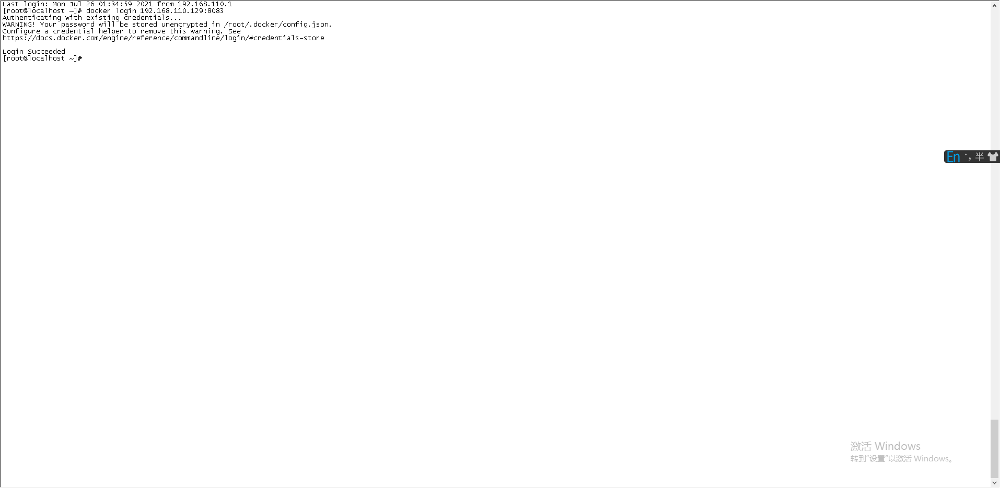 Last login: Mon Jul 26 01:34:59 2021 from 192.168.110.1
[root@localhost ~]# docker login 192.168.110.129:8083
Authenticating with existing credentials...
WARNING! Your password will be stored unencrypted in /root/.docker/config.json.
Configure a credential helper to remove this warning. See
https://docs.docker.com/engine/reference/commandline/login/#credentials-store
Login Succeeded
[root@localhost ~]#
En ·, 半
激活 Windows
转到“设置”以激活 Windows。